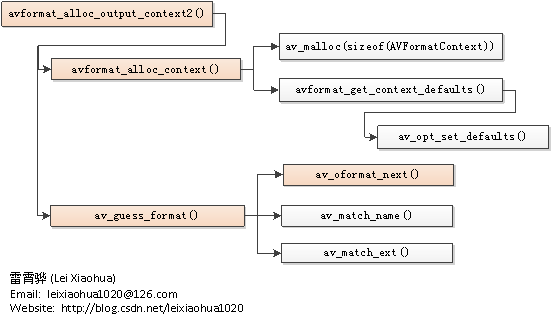 avformat_alloc_output_context2()
avformat_alloc_context()
av_malloc(sizeof(AVFormatContext))
avformat_get_context_defaults()
av_opt_set_defaults()
av_guess_format()
av_oformat_next()
av_match_name()
av_match_ext()
雷霄骅 (Lei Xiaohua)
Email: leixiaohua1020@126.com
Website: http://blog.csdn.net/leixiaohua1020